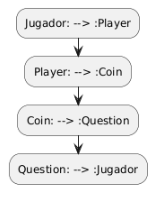 Jugador: --> :Player
Player: --> :Coin
Coin: --> :Question
Question: --> :Jugador